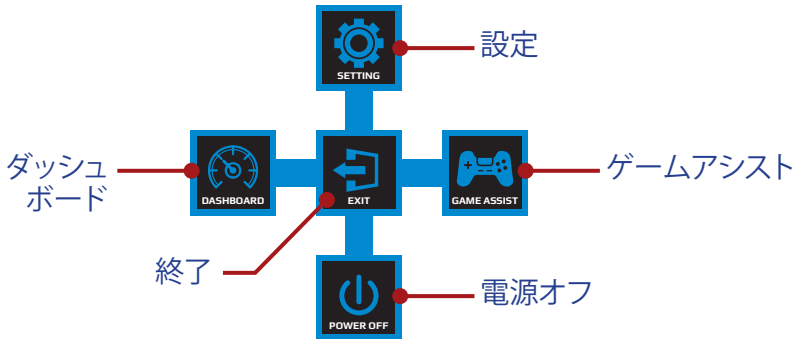 設定
SETTING
ダッシュ
ボード
DASHBOARD
EXIT
GAME ASSIST
ゲームアシスト
終了
電源オフ
POWER OFF